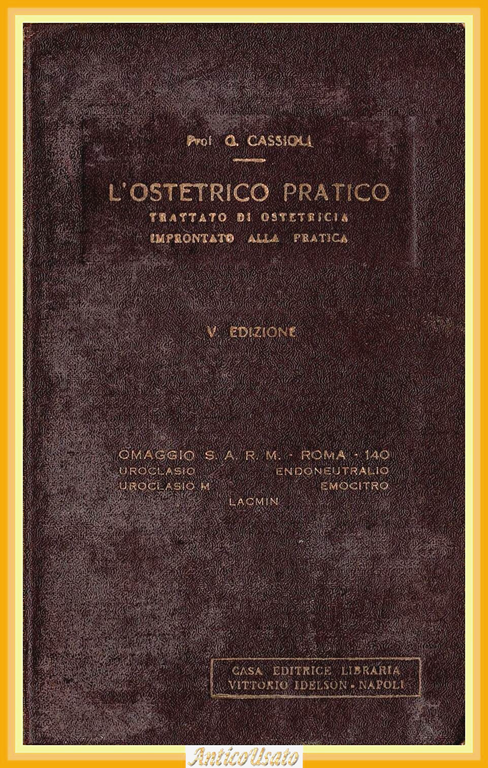 Prof G. CASSIOLI
L'OSTETRICO PRATICO
TRATTATO DI OSTETRICIA
IMPRONTATO ALLA PRATICA
V. EDIZIONE
OMAGGIO S. A. R. M. - ROMA - 140
UROCLASIO ENDONEUTRALIO
UROCLASIO M EMOCITRO
LACMIN
CASA EDITRICE LIBRARIA
VITTORIO IDELSON - NAPOLI
AnticoUsato